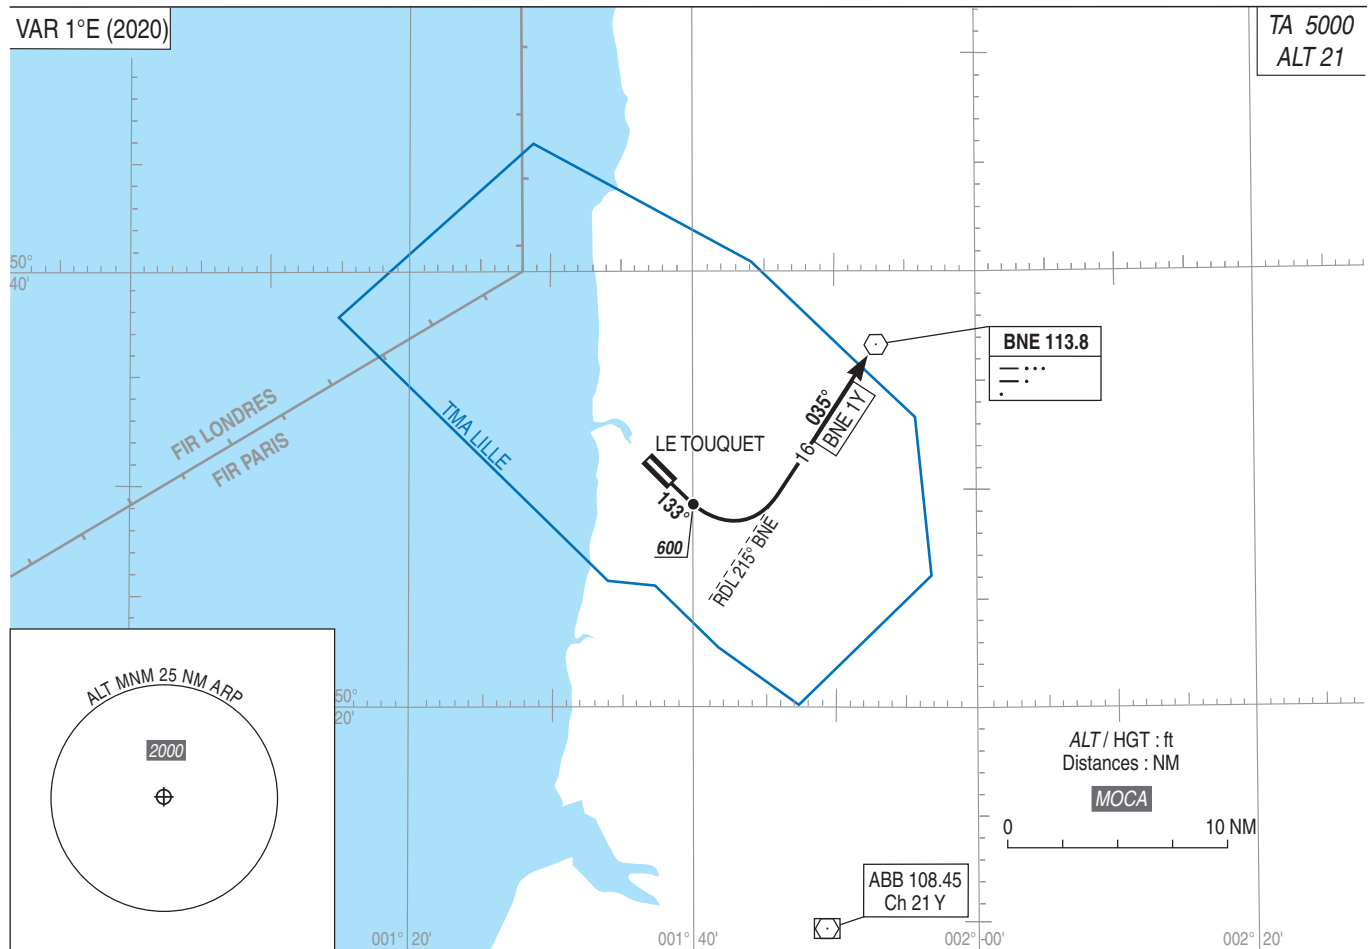 VAR 1°E (2020)
TA 5000
ALT 21
50°
40'
BNE 113.8
FIR LONDRES
FIR PARIS
TMA LILLE
LE TOUQUET
035°
BNE 1Y
16
133°
600
RDL 215° BNE
ALT MNM 25 NM ARP
2000
50°
20'
ALT / HGT : ft
Distances : NM
MOCA
0 10 NM
ABB 108.45
Ch 21 Y
001° 20' 001° 40' 002° 00' 002° 20'